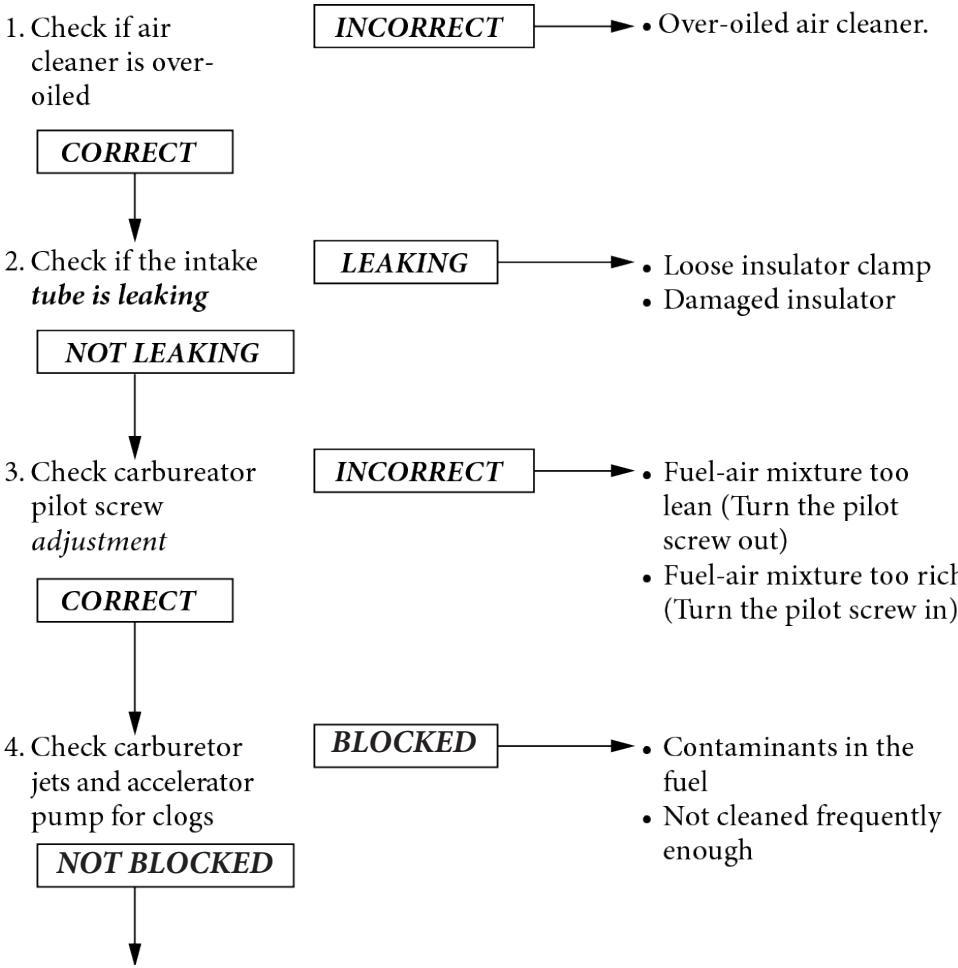 1. Check if air
cleaner is over-
oiled
INCORRECT
• Over-oiled air cleaner.
CORRECT
2. Check if the intake
tube is leaking
LEAKING
• Loose insulator clamp
• Damaged insulator
NOT LEAKING
3. Check carbureator
pilot screw
adjustment
INCORRECT
• Fuel-air mixture too
lean (Turn the pilot
screw out)
• Fuel-air mixture too rich
(Turn the pilot screw in)
CORRECT
4. Check carburetor
jets and accelerator
pump for clogs
BLOCKED
• Contaminants in the
fuel
• Not cleaned frequently
enough
NOT BLOCKED